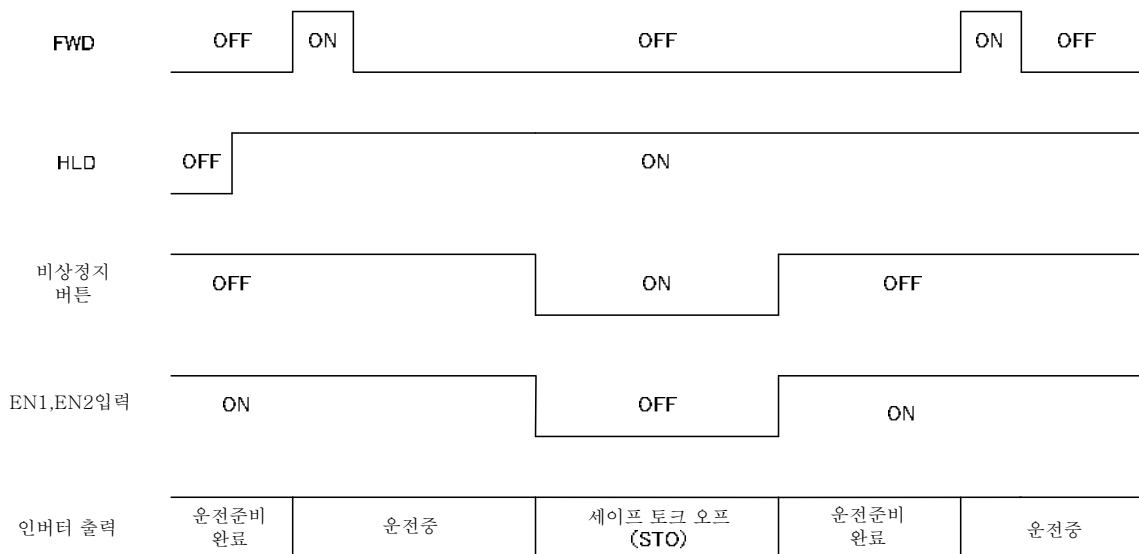 FWD OFF ON OFF ON OFF
HLD OFF ON
비상정지
버튼
OFF ON OFF
EN1,EN2입력 ON OFF ON
인버터 출력
운전준비
완료
운전중
세이프 토크 오프
(STO)
운전준비
완료
운전중